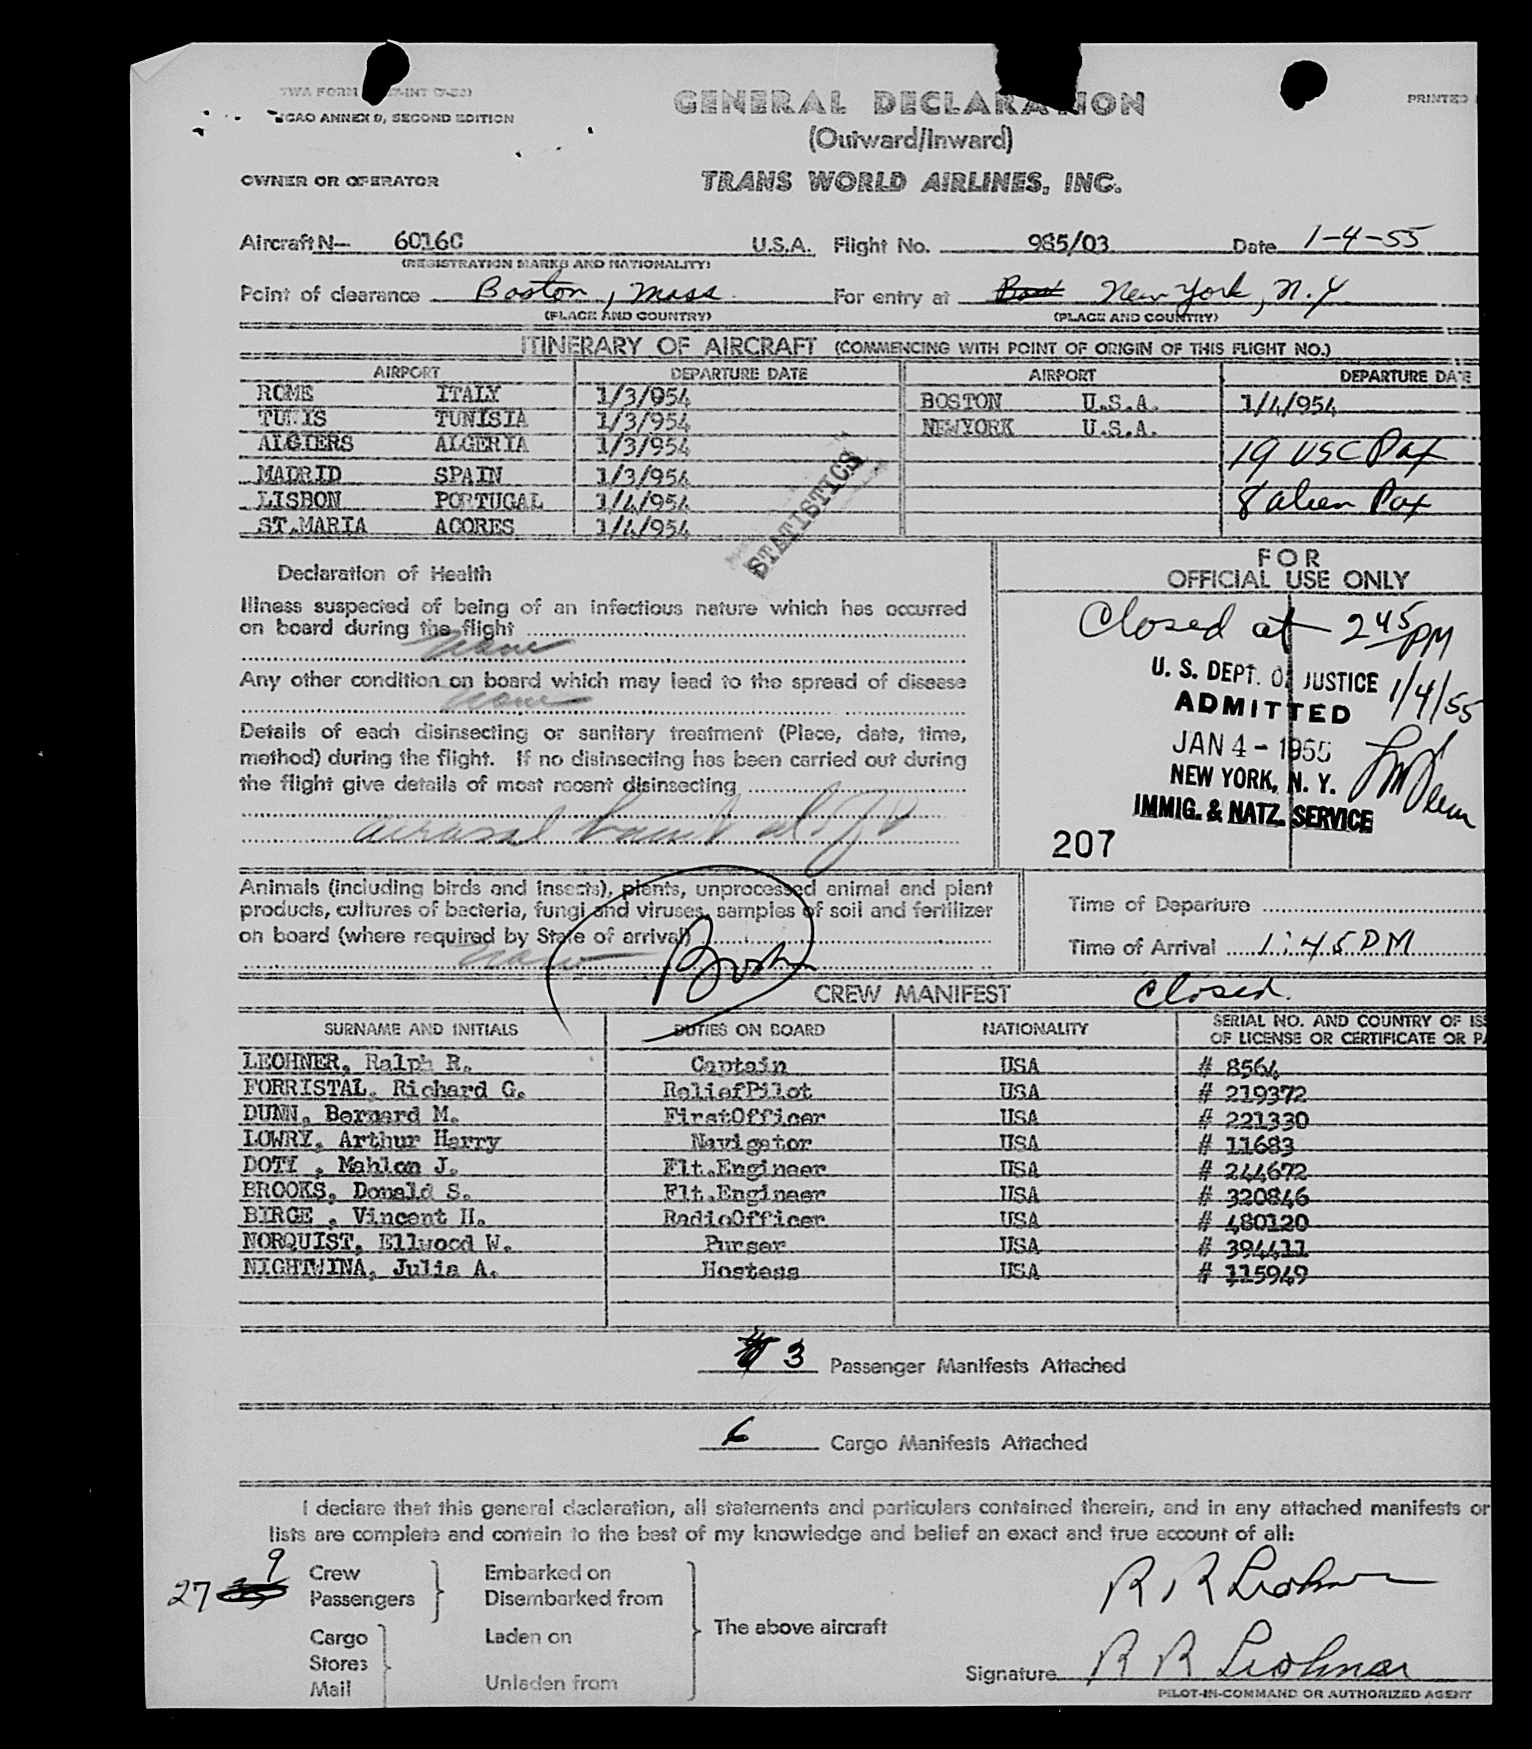 TWA FORM
ICAO ANNEX 9, SECOND EDITION
GENERAL DECLARATION
PRINTED
(Outward/Inward)
OWNER OR OPERATOR
TRANS WORLD AIRLINES, INC.
Aircraft N— 6016C U.S.A. Flight No. 985/03 Date 1-4-55
(REGISTRATION MARKS AND NATIONALITY)
Point of clearance Boston, Mass For entry at New York, N.Y
(PLACE AND COUNTRY) (PLACE AND COUNTRY)
ITINERARY OF AIRCRAFT (COMMENCING WITH POINT OF ORIGIN OF THIS FLIGHT NO.)
AIRPORT DEPARTURE DATE AIRPORT DEPARTURE DATE
ROME ITALY 1/3/954 BOSTON U.S.A. 1/4/954
TUNIS TUNISIA 1/3/954 NEWYORK U.S.A.
ALGIERS ALGERIA 1/3/954 19 USC Pax
MADRID SPAIN 1/3/954
LISBON PORTUGAL 1/4/954 8 alien Pax
ST.MARIA ACORES 1/4/954
STATISTICS
Declaration of Health
Illness suspected of being of an infectious nature which has occurred
on board during the flight
None
Any other condition on board which may lead to the spread of disease
None
Details of each disinsecting or sanitary treatment (Place, date, time,
method) during the flight. If no disinsecting has been carried out during
the flight give details of most recent disinsecting
FOR
OFFICIAL USE ONLY
Closed at 2 45 PM
U. S. DEPT. OF JUSTICE 1/4/55
ADMITTED
JAN 4 - 1955
NEW YORK, N. Y.
IMMIG. & NATZ. SERVICE
207
Animals (including birds and insects), plants, unprocessed animal and plant
products, cultures of bacteria, fungi and viruses, samples of soil and fertilizer
on board (where required by State of arrival)
None
Time of Departure
Time of Arrival 1:45 PM
CREW MANIFEST Closed.
SURNAME AND INITIALS DUTIES ON BOARD NATIONALITY SERIAL NO. AND COUNTRY OF ISS
OF LICENSE OR CERTIFICATE OR PA
LEOHNER, Ralph R. Captain USA # 8564
FORRISTAL, Richard G. ReliefPilot USA # 219372
DUNN, Bernard M. FirstOfficer USA # 221330
LOWRY, Arthur Harry Navigator USA # 11683
DOTY , Mahlon J. Flt.Engineer USA # 244672
BROOKS, Donald S. Flt.Engineer USA # 320846
BIRGE , Vincent H. RadioOfficer USA # 480120
NORQUIST, Ellwood W. Purser USA # 394411
NIGHTWINA, Julia A. Hostess USA # 115949
3 Passenger Manifests Attached
6 Cargo Manifests Attached
I declare that this general declaration, all statements and particulars contained therein, and in any attached manifests or
lists are complete and contain to the best of my knowledge and belief an exact and true account of all:
9 Crew Embarked on
27 Passengers Disembarked from
The above aircraft
Cargo Laden on
Stores
Mail Unladen from
R R Leohner
Signature R R Leohner
PILOT-IN-COMMAND OR AUTHORIZED AGENT